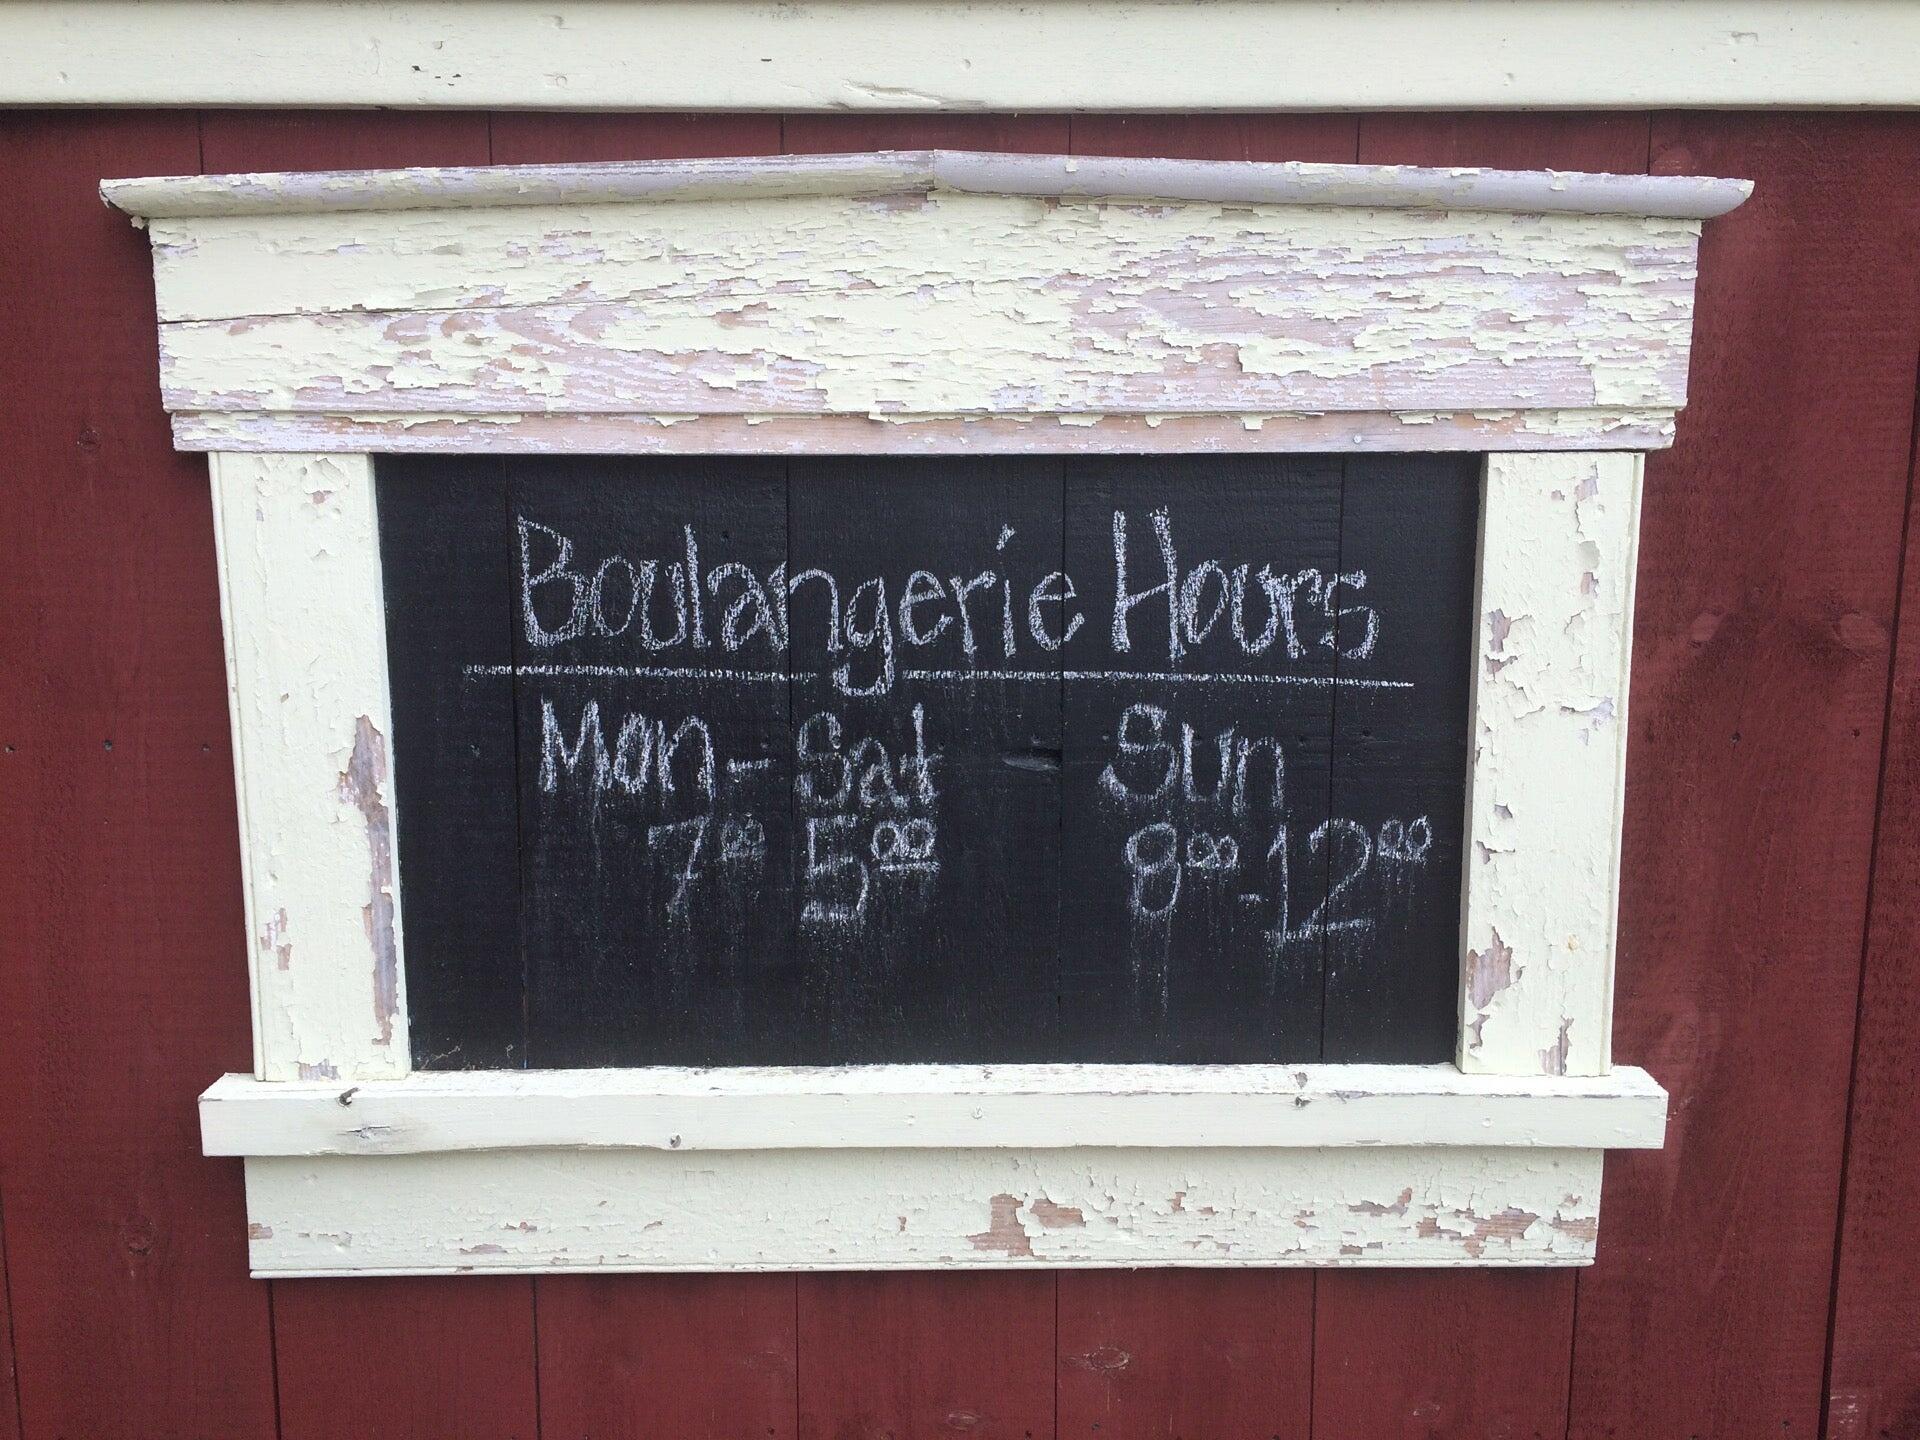 Boulangerie Hours
Mon-Sat Sun
7⁰⁰ 5⁰⁰ 8⁰⁰-12⁰⁰